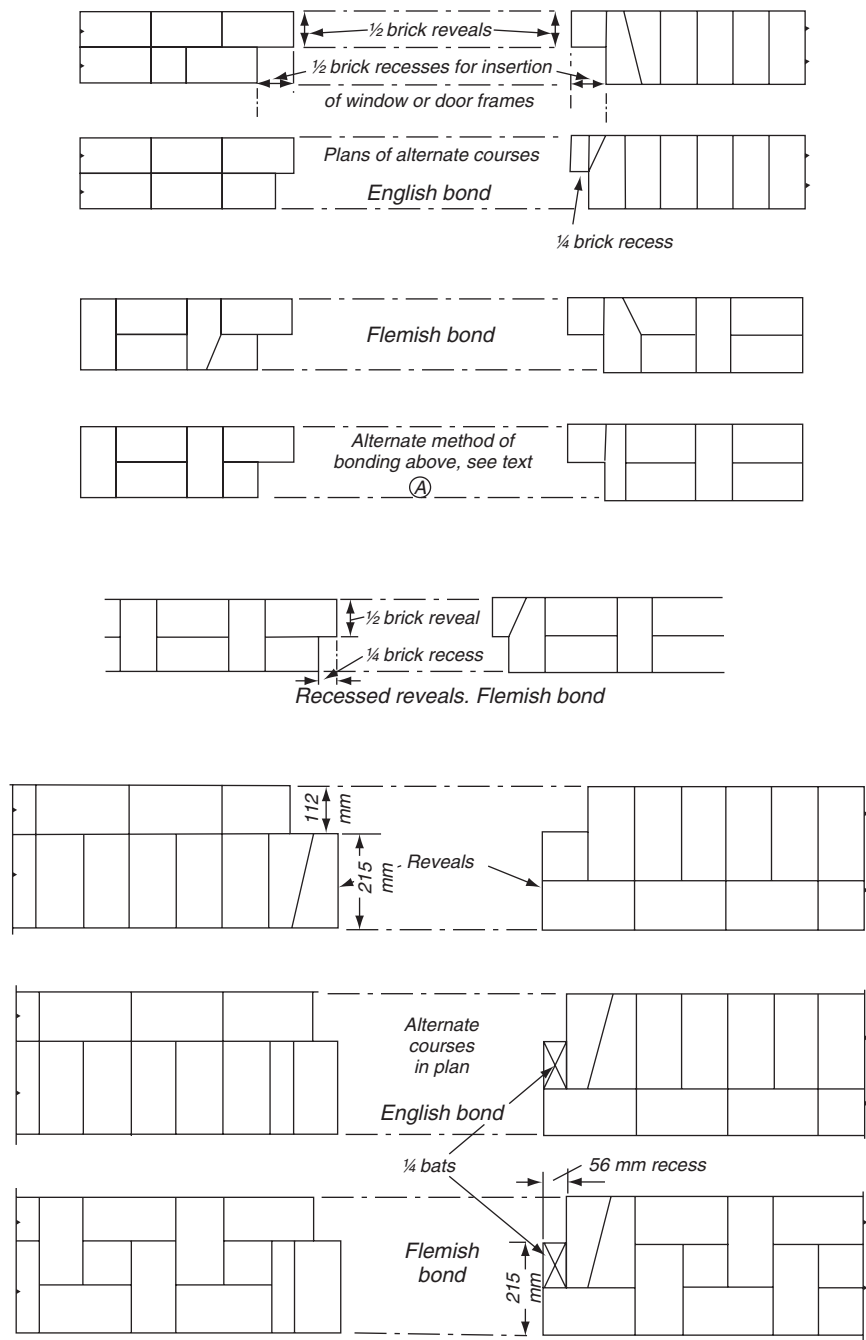 ½ brick reveals
½ brick recesses for insertion
of window or door frames
Plans of alternate courses
English bond
¼ brick recess
Flemish bond
Alternate method of
bonding above, see text
A
½ brick reveal
¼ brick recess
Recessed reveals. Flemish bond
112
mm
215
mm
Reveals
Alternate
courses
in plan
English bond
¼ bats
56 mm recess
Flemish
bond
215
mm